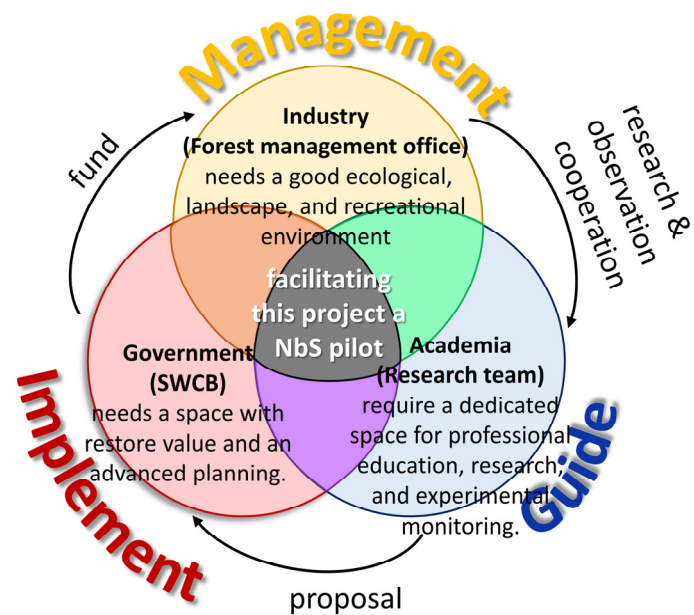 Management
Industry
(Forest management office)
needs a good ecological,
landscape, and recreational
environment
fund
research &
observation
cooperation
facilitating
this project a
NbS pilot
Government
(SWCB)
needs a space with
restore value and an
advanced planning.
Academia
(Research team)
require a dedicated
space for professional
education, research,
and experimental
monitoring.
Implement
Guide
proposal